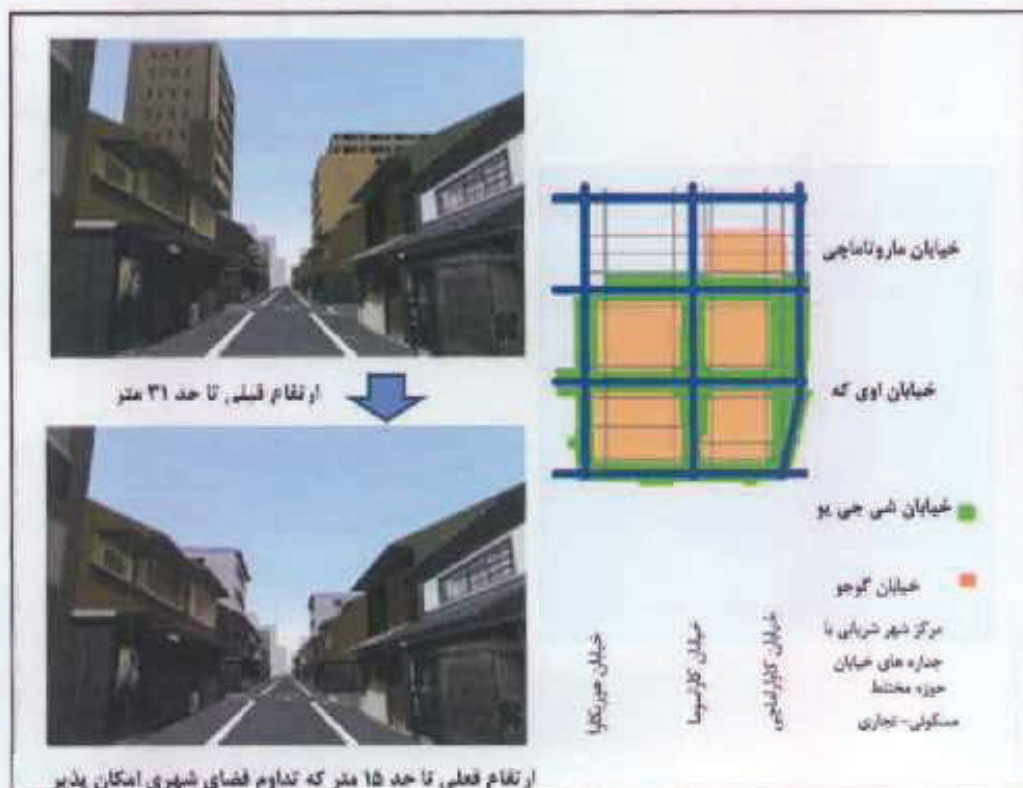 ارتفاع قبلی تا حد ۳۱ متر
ارتفاع فعلی تا حد ۱۵ متر که تداوم فضای شهری امکان پذیر
خیابان ماروتاماچی
خیابان اوی که
خیابان شی جی یو
خیابان گوجو
مرکز شهر شریانی با
جداره های خیابان
حوزه مختلط
مسکونی-تجاری
خیابان کاراسوما